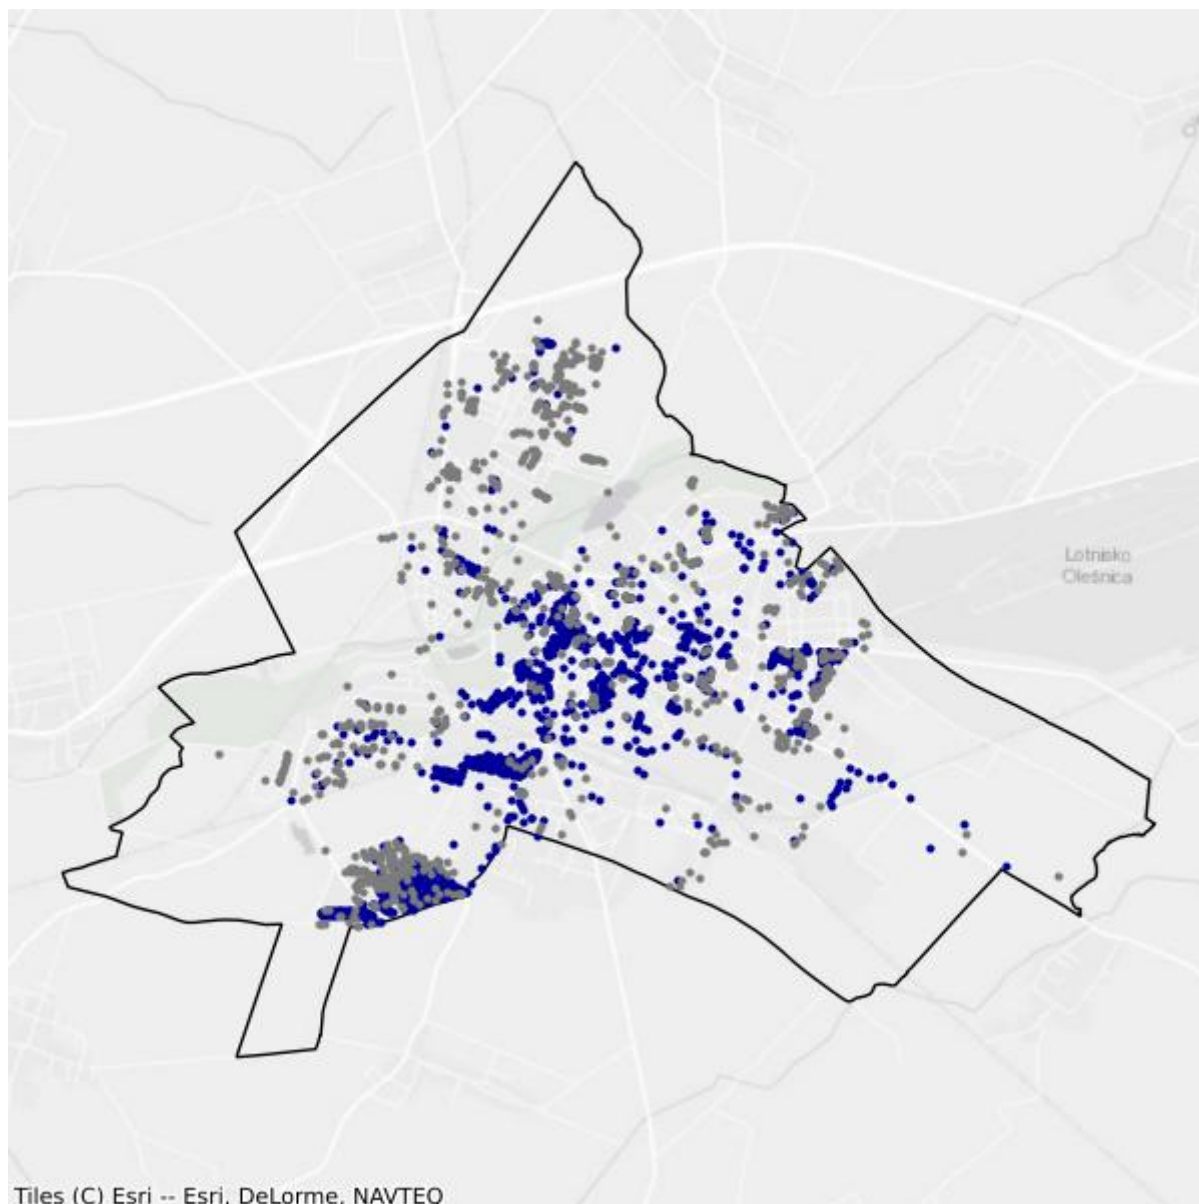 Lotnisko
Oleśnica
Tiles (C) Esri -- Esri, DeLorme, NAVTEQ